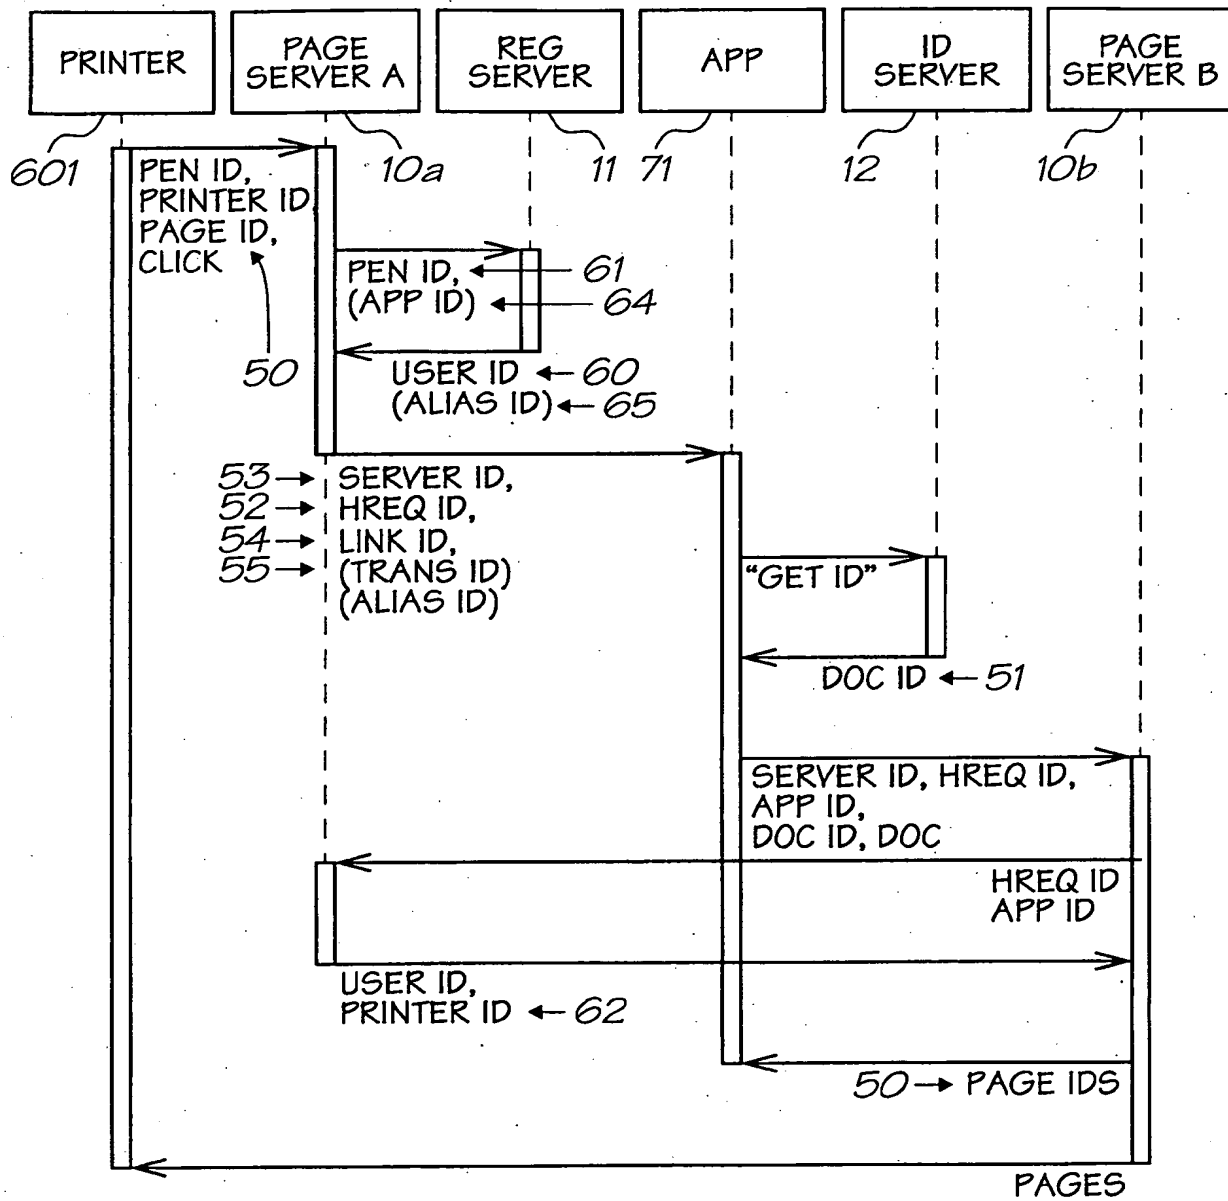 PRINTER
PAGE
SERVER A
REG
SERVER
APP
ID
SERVER
PAGE
SERVER B
601
10a
11
71
12
10b
PEN ID,
PRINTER ID
PAGE ID,
CLICK
50
PEN ID,
61
(APP ID)
64
USER ID
60
(ALIAS ID)
65
53
SERVER ID,
52
HREQ ID,
54
LINK ID,
55
(TRANS ID)
(ALIAS ID)
"GET ID"
DOC ID
51
SERVER ID, HREQ ID,
APP ID,
DOC ID, DOC
HREQ ID
APP ID
USER ID,
PRINTER ID
62
50
PAGE IDS
PAGES